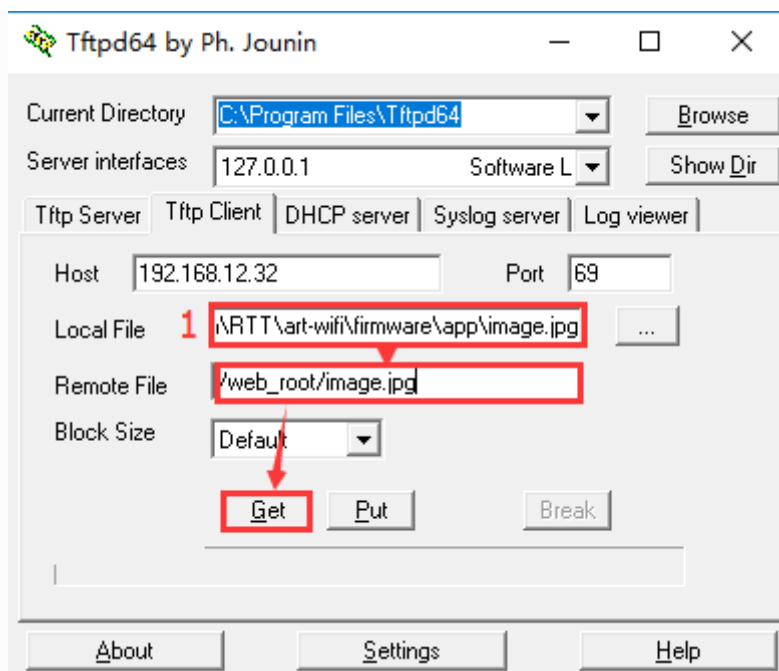 Tftpd64 by Ph. Jounin
Current Directory C:\Program Files\Tftpd64 Browse
Server interfaces 127.0.0.1 Software L Show Dir
Tftp Server Tftp Client DHCP server Syslog server Log viewer
Host 192.168.12.32 Port 69
Local File 1 \RTT\art-wifi\firmware\app\image.jpg ...
Remote File /web_root/image.jpg
Block Size Default
Get Put Break
About Settings Help